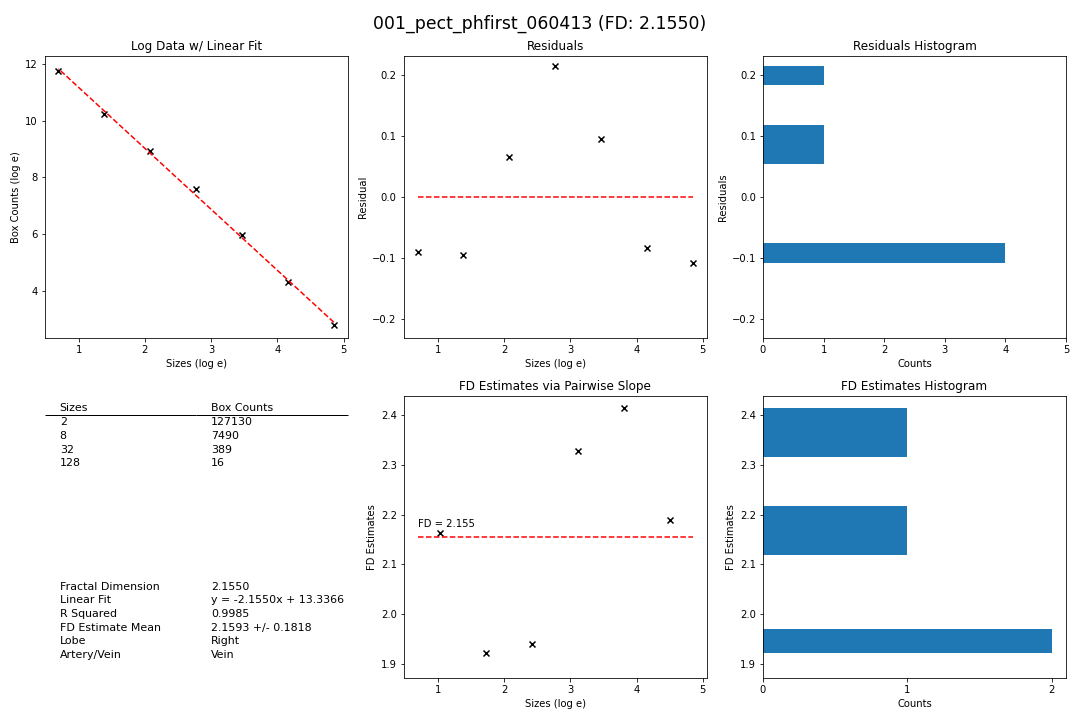 001_pect_phfirst_060413 (FD: 2.1550)
Log Data w/ Linear Fit
12
10
8
6
4
Box Counts (log e)
1 2 3 4 5
Sizes (log e)
Residuals
0.2
0.1
0.0
−0.1
−0.2
Residual
1 2 3 4 5
Sizes (log e)
Residuals Histogram
0.2
0.1
0.0
−0.1
−0.2
Residuals
0 1 2 3 4 5
Counts
Sizes Box Counts
2 127130
8 7490
32 389
128 16
Fractal Dimension 2.1550
Linear Fit y = -2.1550x + 13.3366
R Squared 0.9985
FD Estimate Mean 2.1593 +/- 0.1818
Lobe Right
Artery/Vein Vein
FD Estimates via Pairwise Slope
2.4
2.3
2.2
2.1
2.0
1.9
FD Estimates
FD = 2.155
1 2 3 4 5
Sizes (log e)
FD Estimates Histogram
2.4
2.3
2.2
2.1
2.0
1.9
FD Estimates
0 1 2
Counts